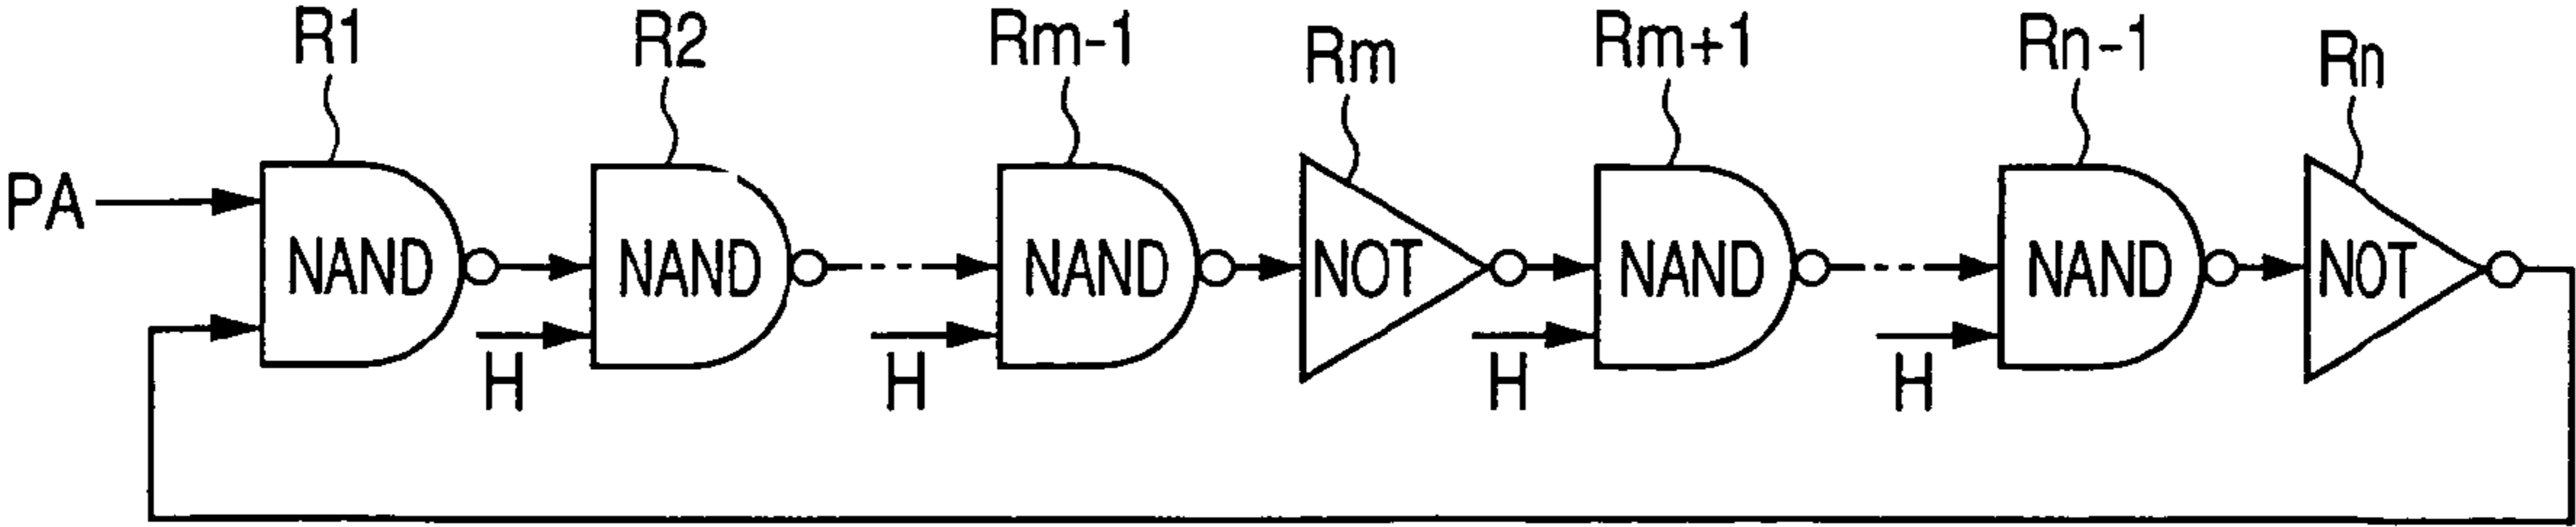 R1
R2
Rm-1
Rm
Rm+1
Rn-1
Rn
PA
NAND
NAND
NAND
NOT
NAND
NAND
NOT
H
H
H
H